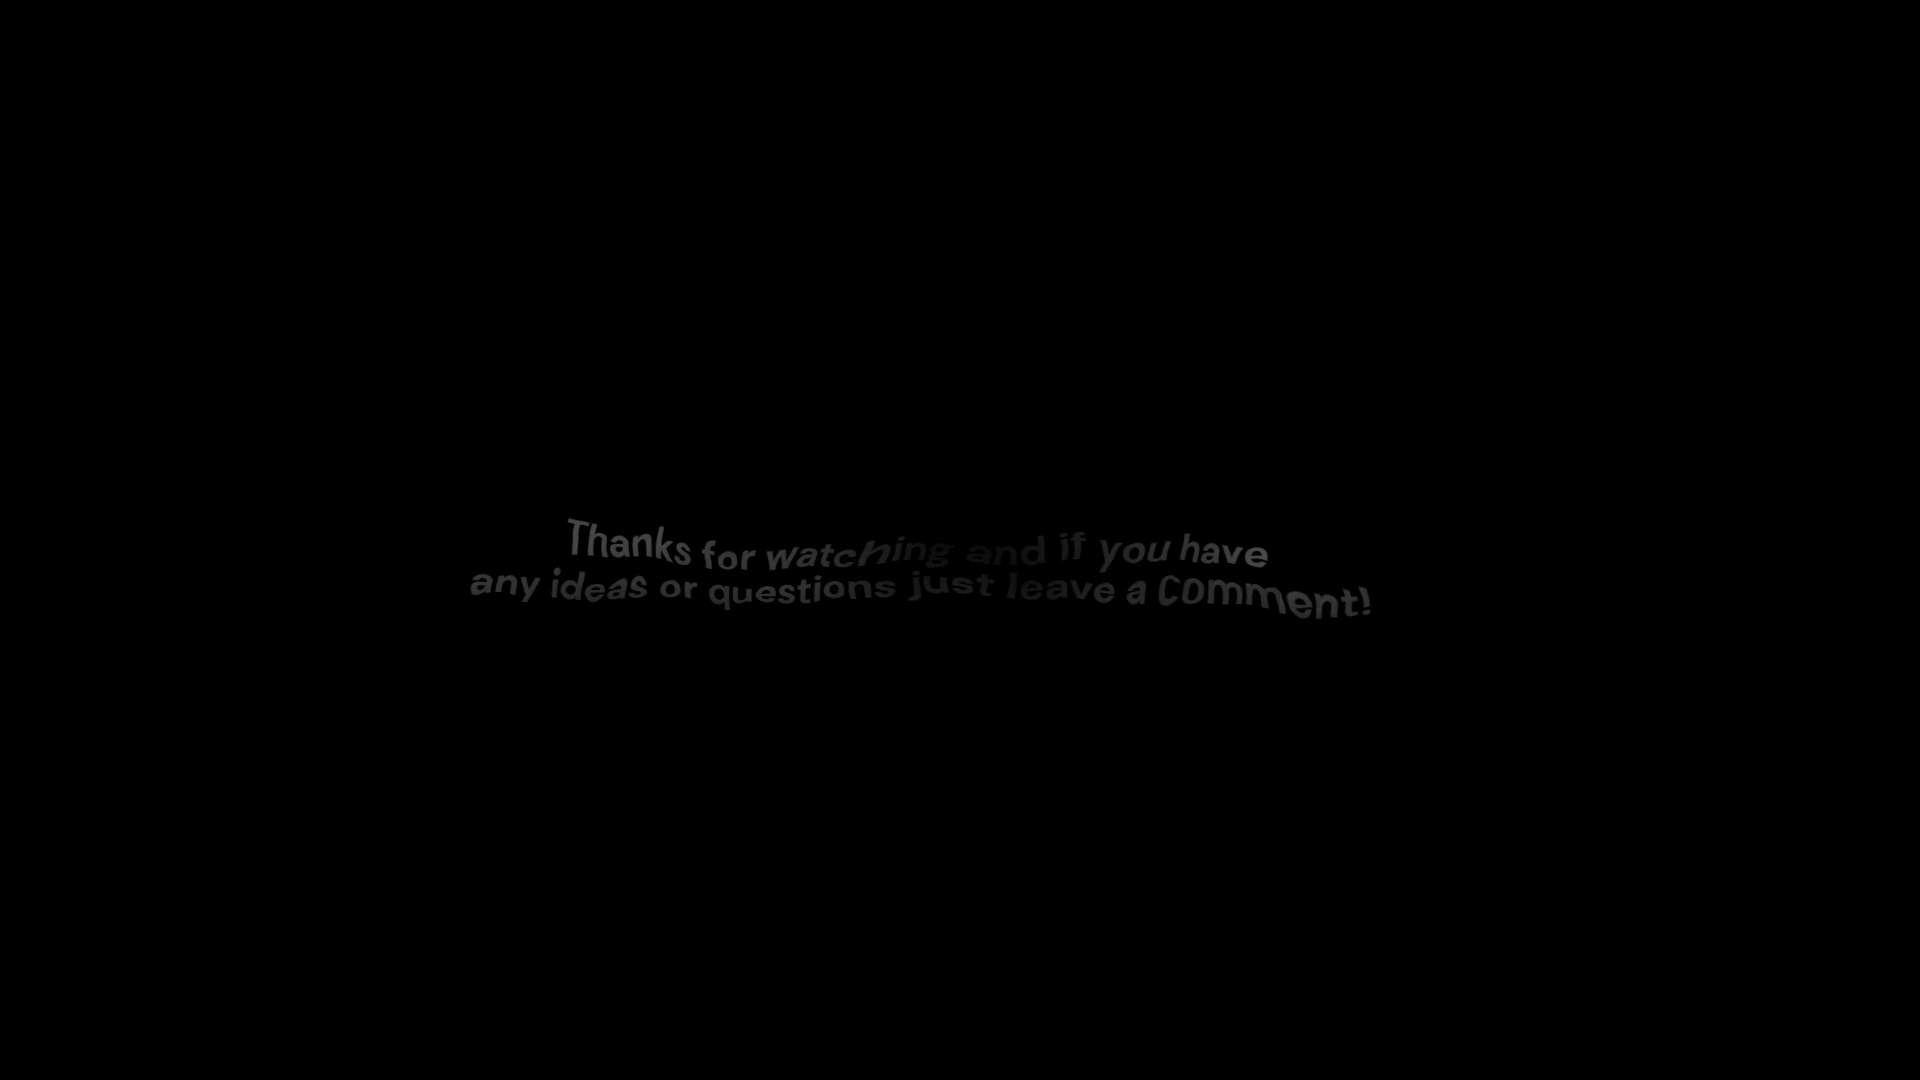 Thanks for watching and if you have
any ideas or questions just leave a comment!